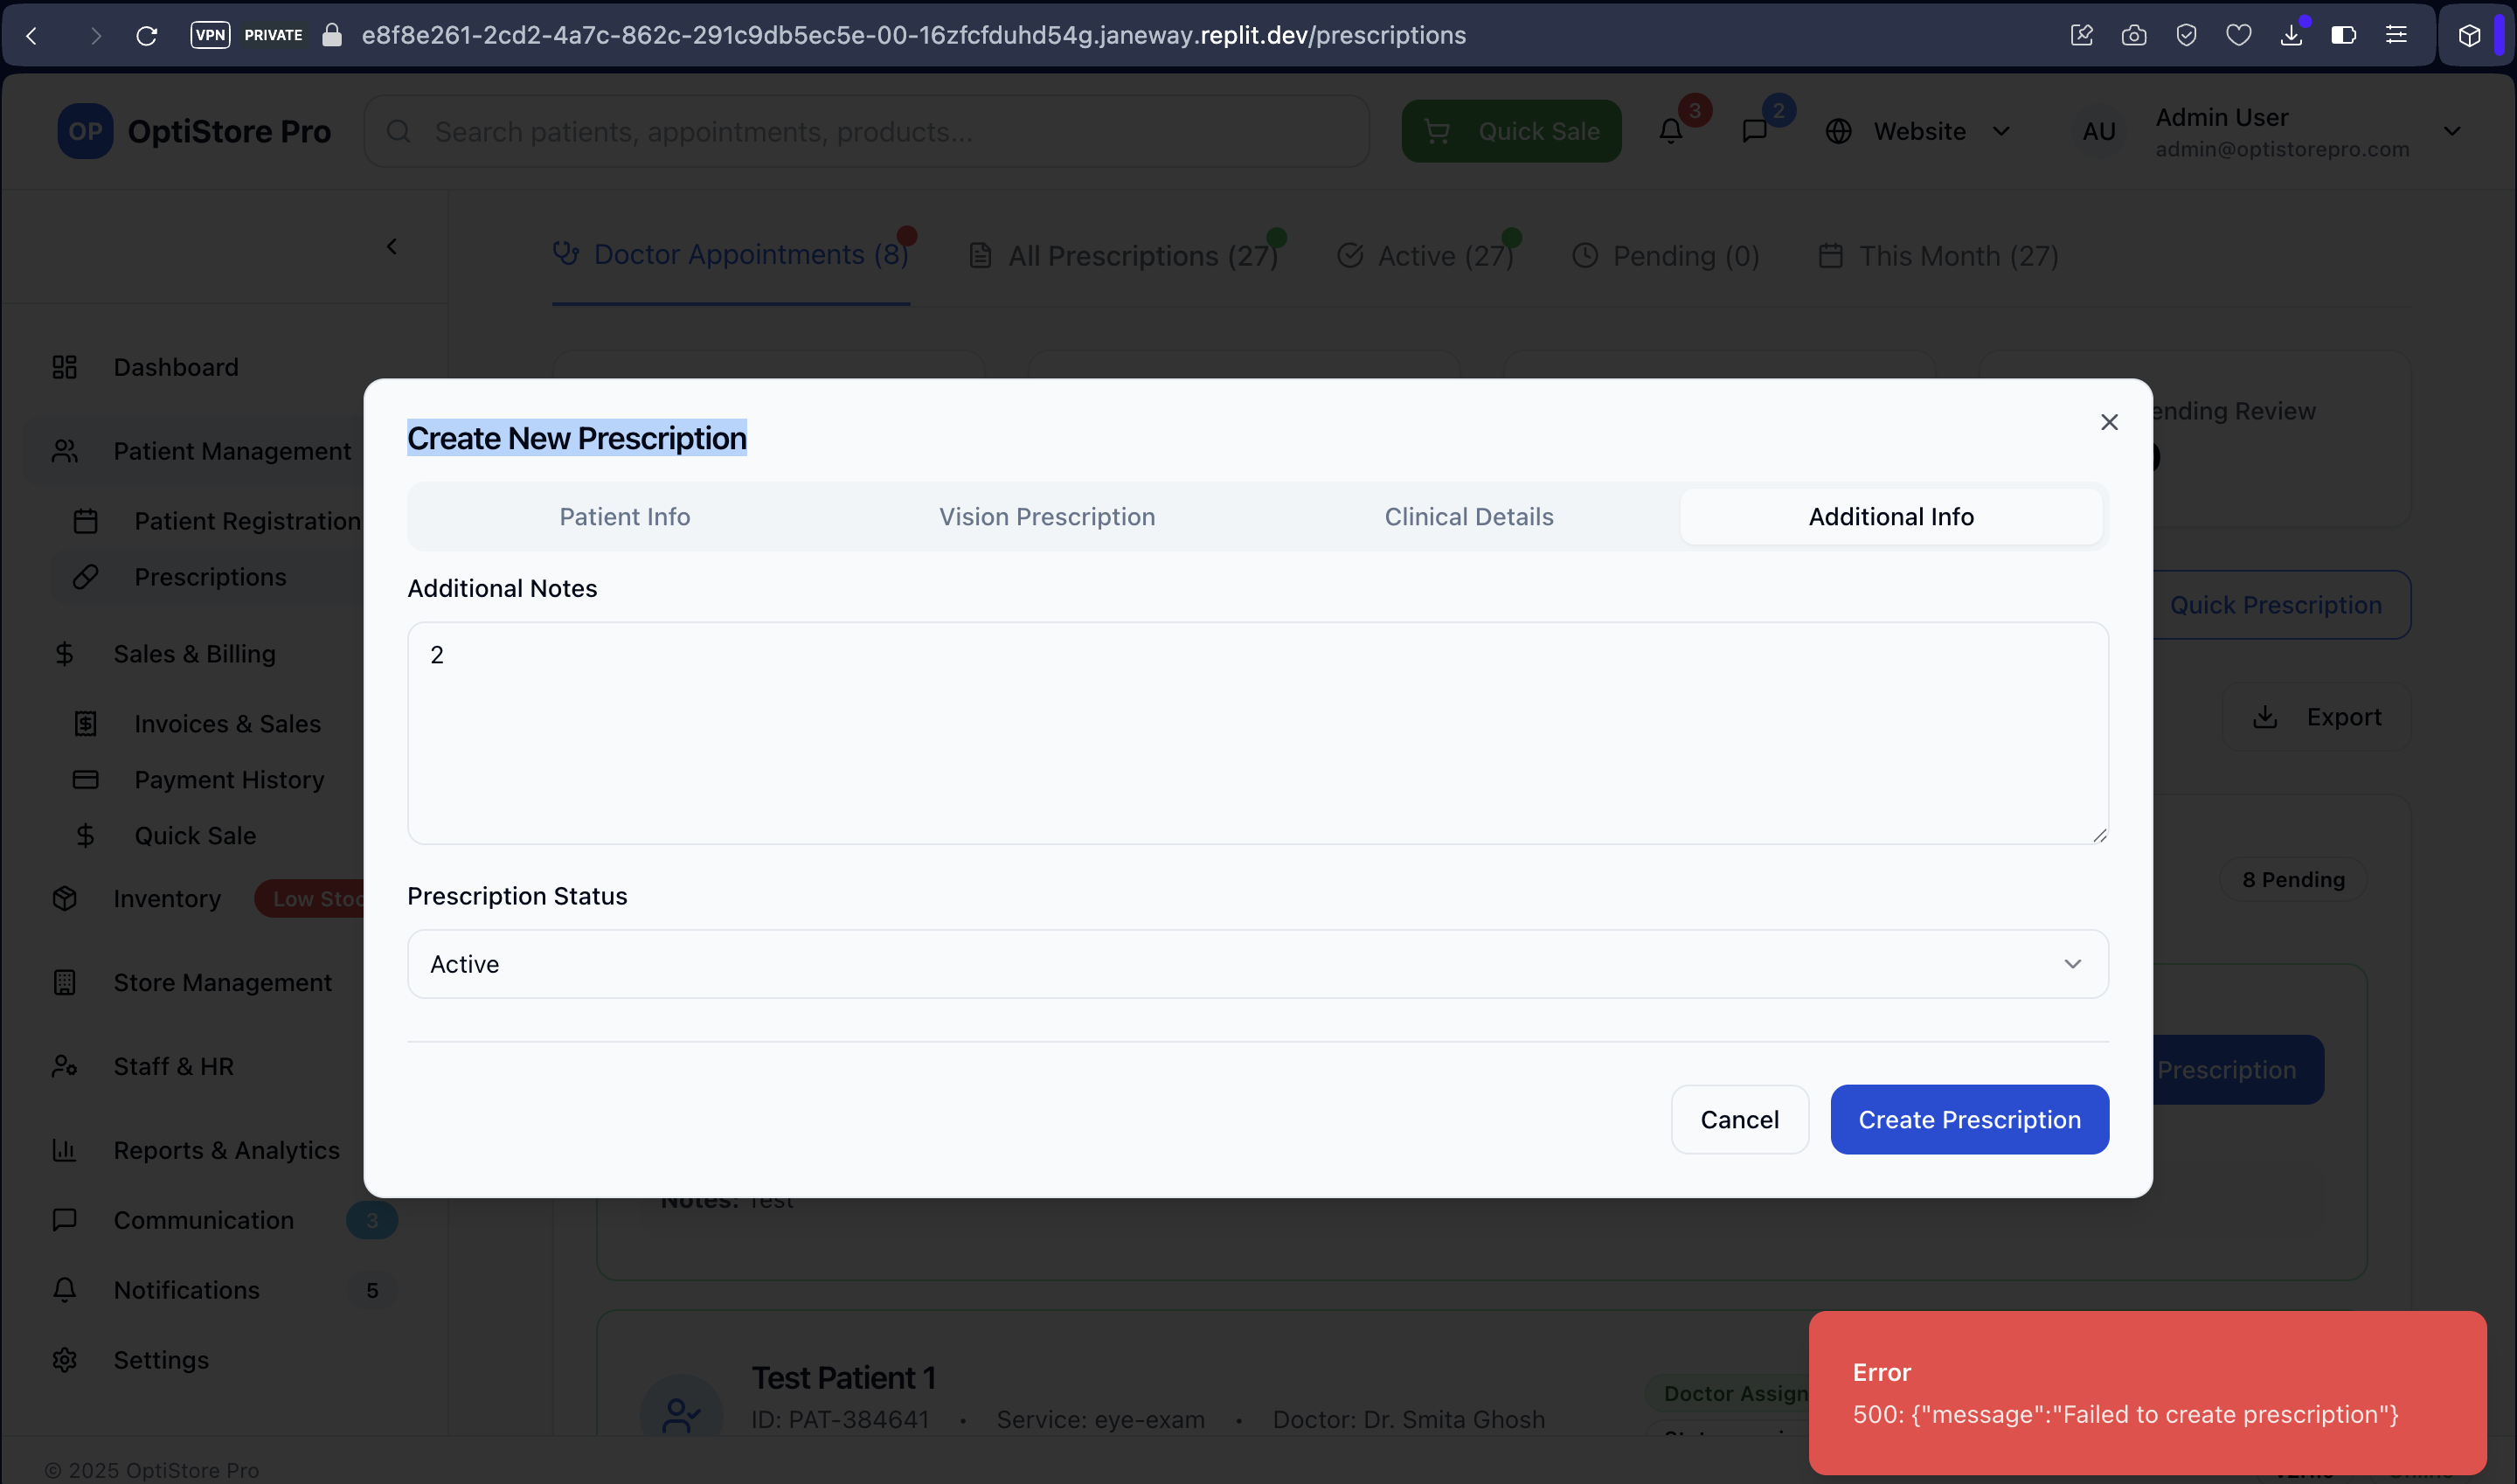 VPN PRIVATE e8f8e261-2cd2-4a7c-862c-291c9db5ec5e-00-16zfcfduhd54g.janeway.replit.dev/prescriptions
OP OptiStore Pro
Search patients, appointments, products...
Quick Sale
3
2
Website
AU
Admin User
admin@optistorepro.com
Doctor Appointments (8)
All Prescriptions (27)
Active (27)
Pending (0)
This Month (27)
Dashboard
Patient Management
Patient Registration
Prescriptions
Sales & Billing
Invoices & Sales
Payment History
Quick Sale
Inventory
Low Stoc
Store Management
Staff & HR
Reports & Analytics
Communication 3
Notifications 5
Settings
© 2025 OptiStore Pro
ending Review
Quick Prescription
Export
8 Pending
Prescription
Create New Prescription
Patient Info
Vision Prescription
Clinical Details
Additional Info
Additional Notes
2
Prescription Status
Active
Cancel
Create Prescription
Notes: Test
Test Patient 1
ID: PAT-384641 • Service: eye-exam • Doctor: Dr. Smita Ghosh
Doctor Assign
Error
500: {"message":"Failed to create prescription"}